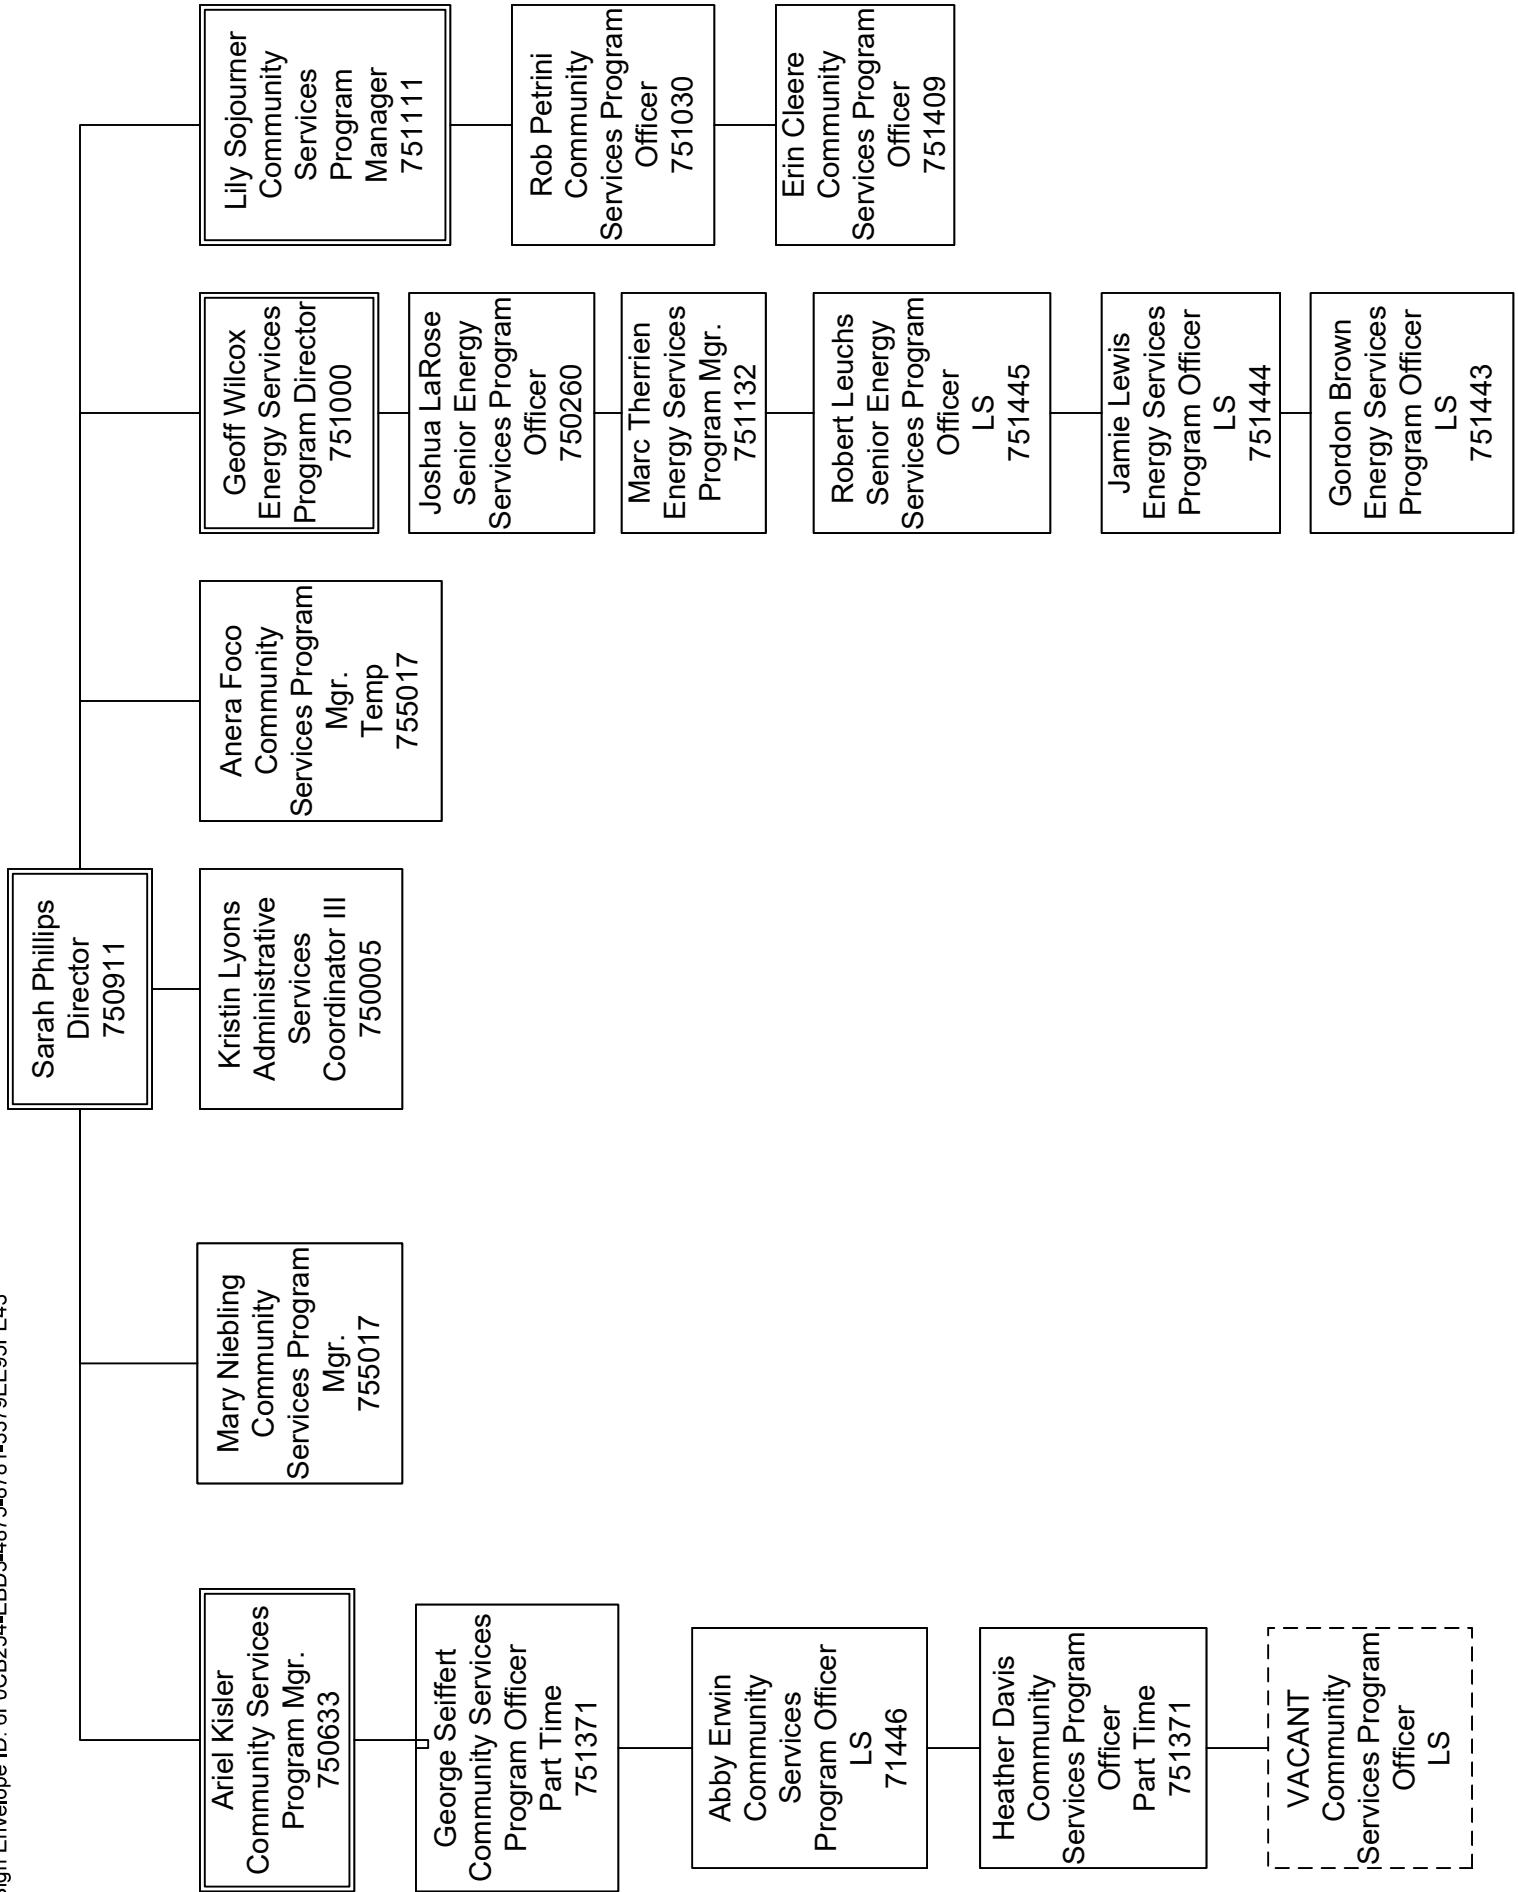 Sarah Phillips
Director
750911
Ariel Kisler
Community Services
Program Mgr.
750633
George Seiffert
Community Services
Program Officer
Part Time
751371
Abby Erwin
Community
Services
Program Officer
LS
71446
Heather Davis
Community
Services Program
Officer
Part Time
751371
VACANT
Community
Services Program
Officer
LS
Mary Niebling
Community
Services Program
Mgr.
755017
Kristin Lyons
Administrative
Services
Coordinator III
750005
Anera Foco
Community
Services Program
Mgr.
Temp
755017
Geoff Wilcox
Energy Services
Program Director
751000
Joshua LaRose
Senior Energy
Services Program
Officer
750260
Marc Therrien
Energy Services
Program Mgr.
751132
Robert Leuchs
Senior Energy
Services Program
Officer
LS
751445
Jamie Lewis
Energy Services
Program Officer
LS
751444
Gordon Brown
Energy Services
Program Officer
LS
751443
Lily Sojourner
Community
Services
Program
Manager
751111
Rob Petrini
Community
Services Program
Officer
751030
Erin Cleere
Community
Services Program
Officer
751409